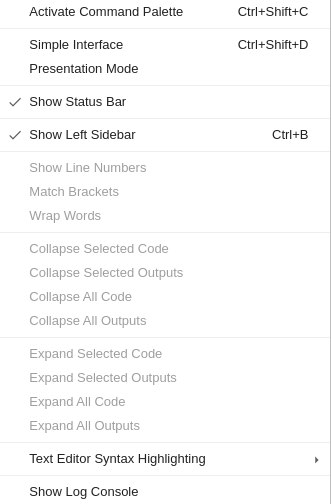 Activate Command Palette Ctrl+Shift+C
Simple Interface Ctrl+Shift+D
Presentation Mode
Show Status Bar
Show Left Sidebar Ctrl+B
Show Line Numbers
Match Brackets
Wrap Words
Collapse Selected Code
Collapse Selected Outputs
Collapse All Code
Collapse All Outputs
Expand Selected Code
Expand Selected Outputs
Expand All Code
Expand All Outputs
Text Editor Syntax Highlighting
Show Log Console